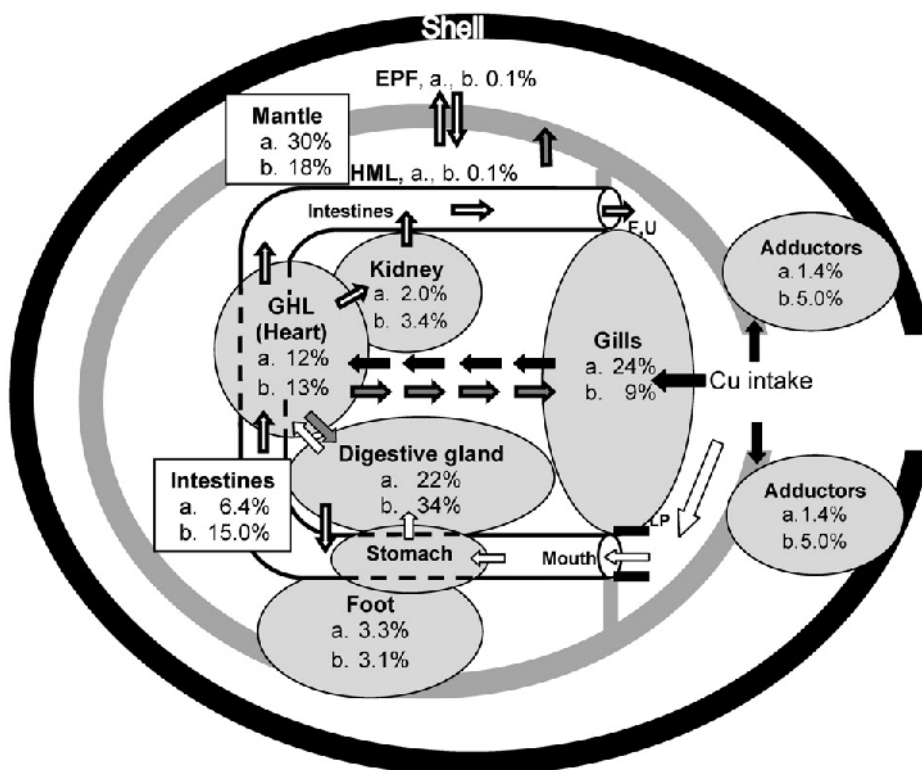 Shell
EPF, a., b. 0.1%
Mantle
a. 30%
b. 18%
HML, a., b. 0.1%
Intestines
F,U
Kidney
a. 2.0%
b. 3.4%
GHL
(Heart)
a. 12%
b. 13%
Gills
a. 24%
b. 9%
Adductors
a.1.4%
b.5.0%
Cu intake
Digestive gland
a. 22%
b. 34%
Intestines
a. 6.4%
b. 15.0%
Stomach
Mouth
LP
Adductors
a.1.4%
b.5.0%
Foot
a. 3.3%
b. 3.1%